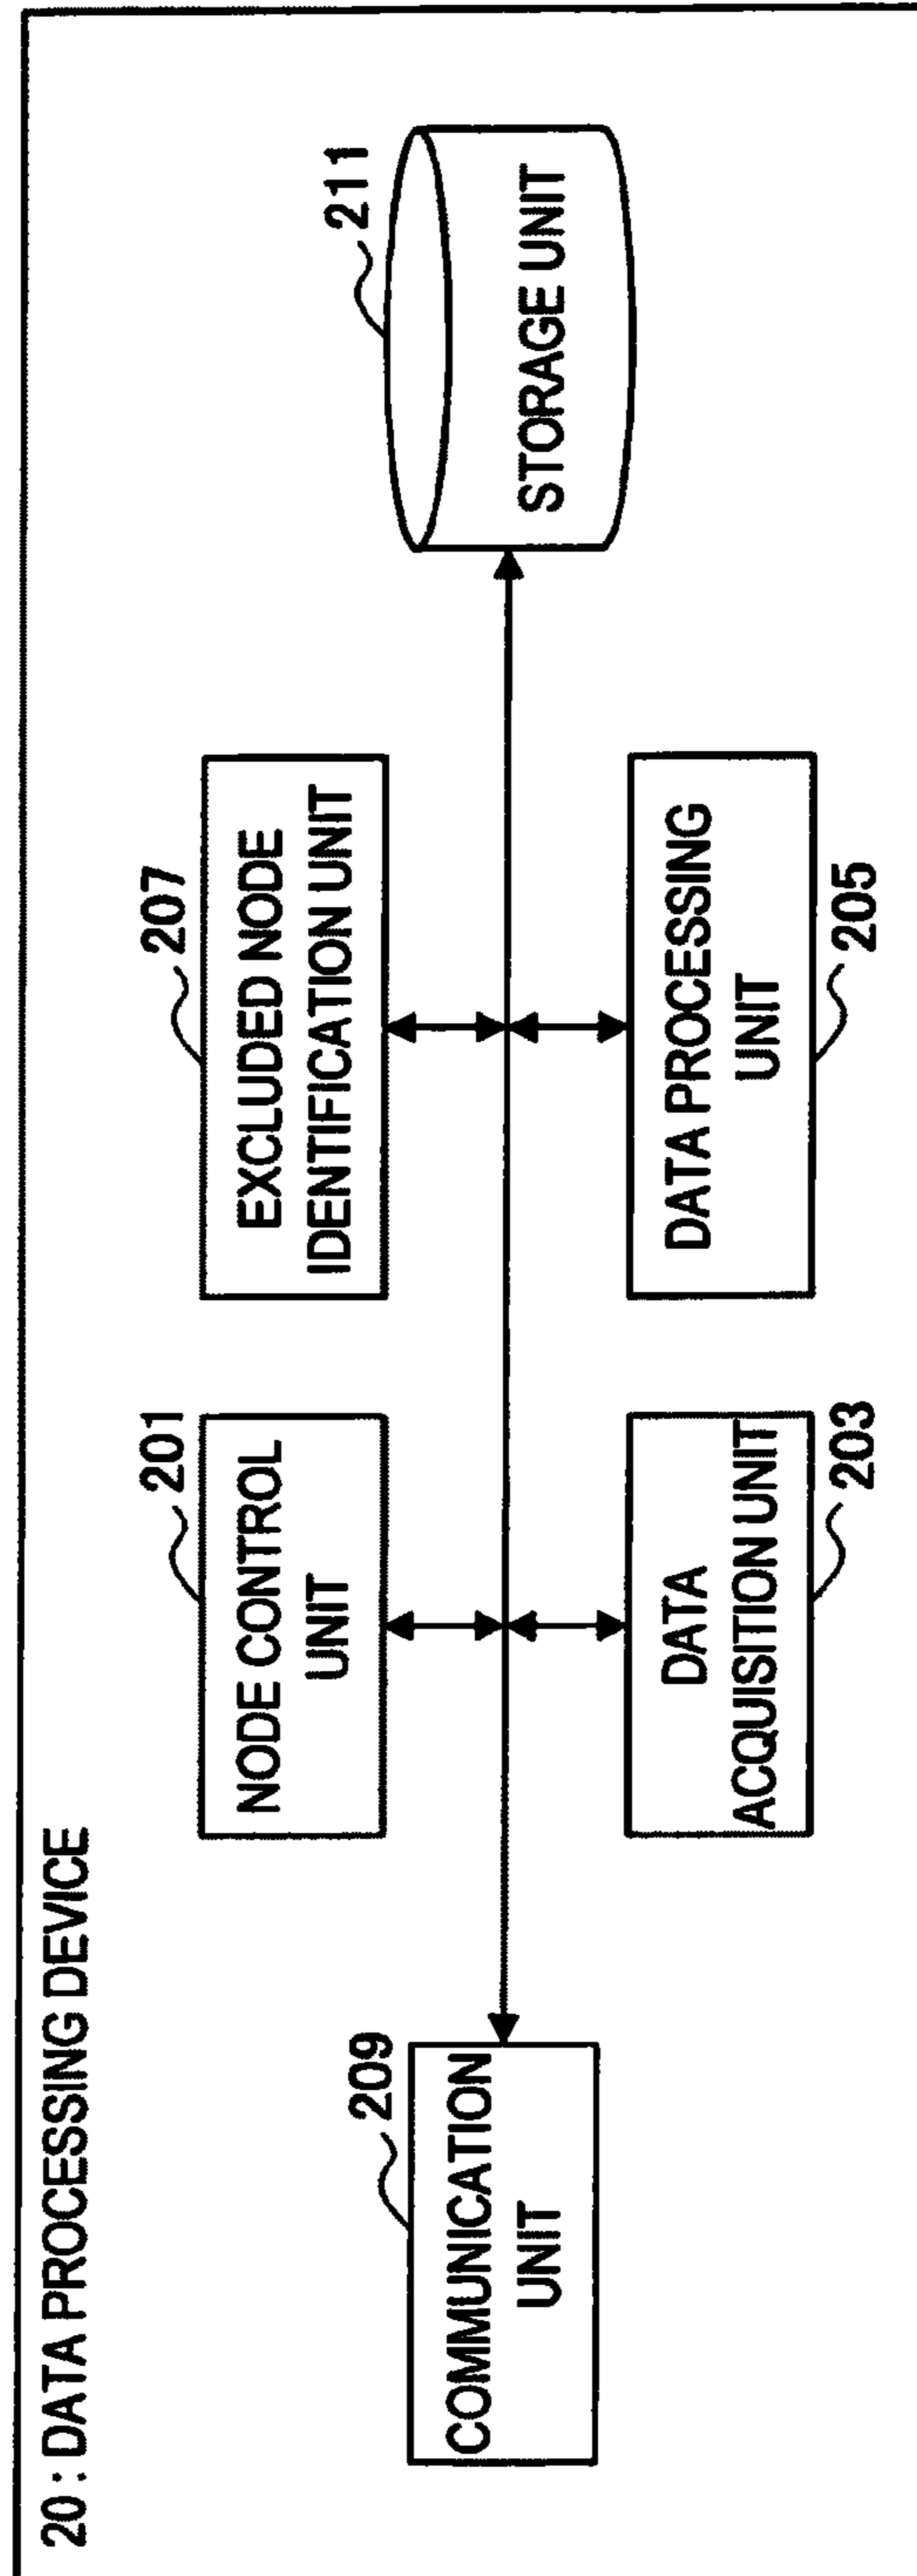 20 : DATA PROCESSING DEVICE
201
NODE CONTROL
UNIT
207
EXCLUDED NODE
IDENTIFICATION UNIT
209
COMMUNICATION
UNIT
211
STORAGE UNIT
DATA
ACQUISITION UNIT
203
DATA PROCESSING
UNIT
205